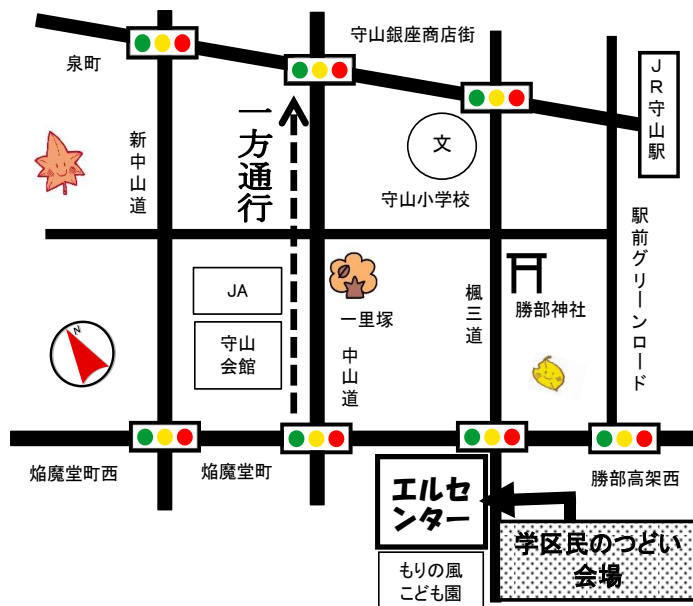 守山銀座商店街
泉町
JR守山駅
一方通行
新中山道
文
守山小学校
駅前グリーンロード
N
JA
一里塚
楓三道
勝部神社
守山
会館
中山道
焔魔堂町西
焔魔堂町
勝部高架西
エルセ
ンター
学区民のつどい
会場
もりの風
こども園